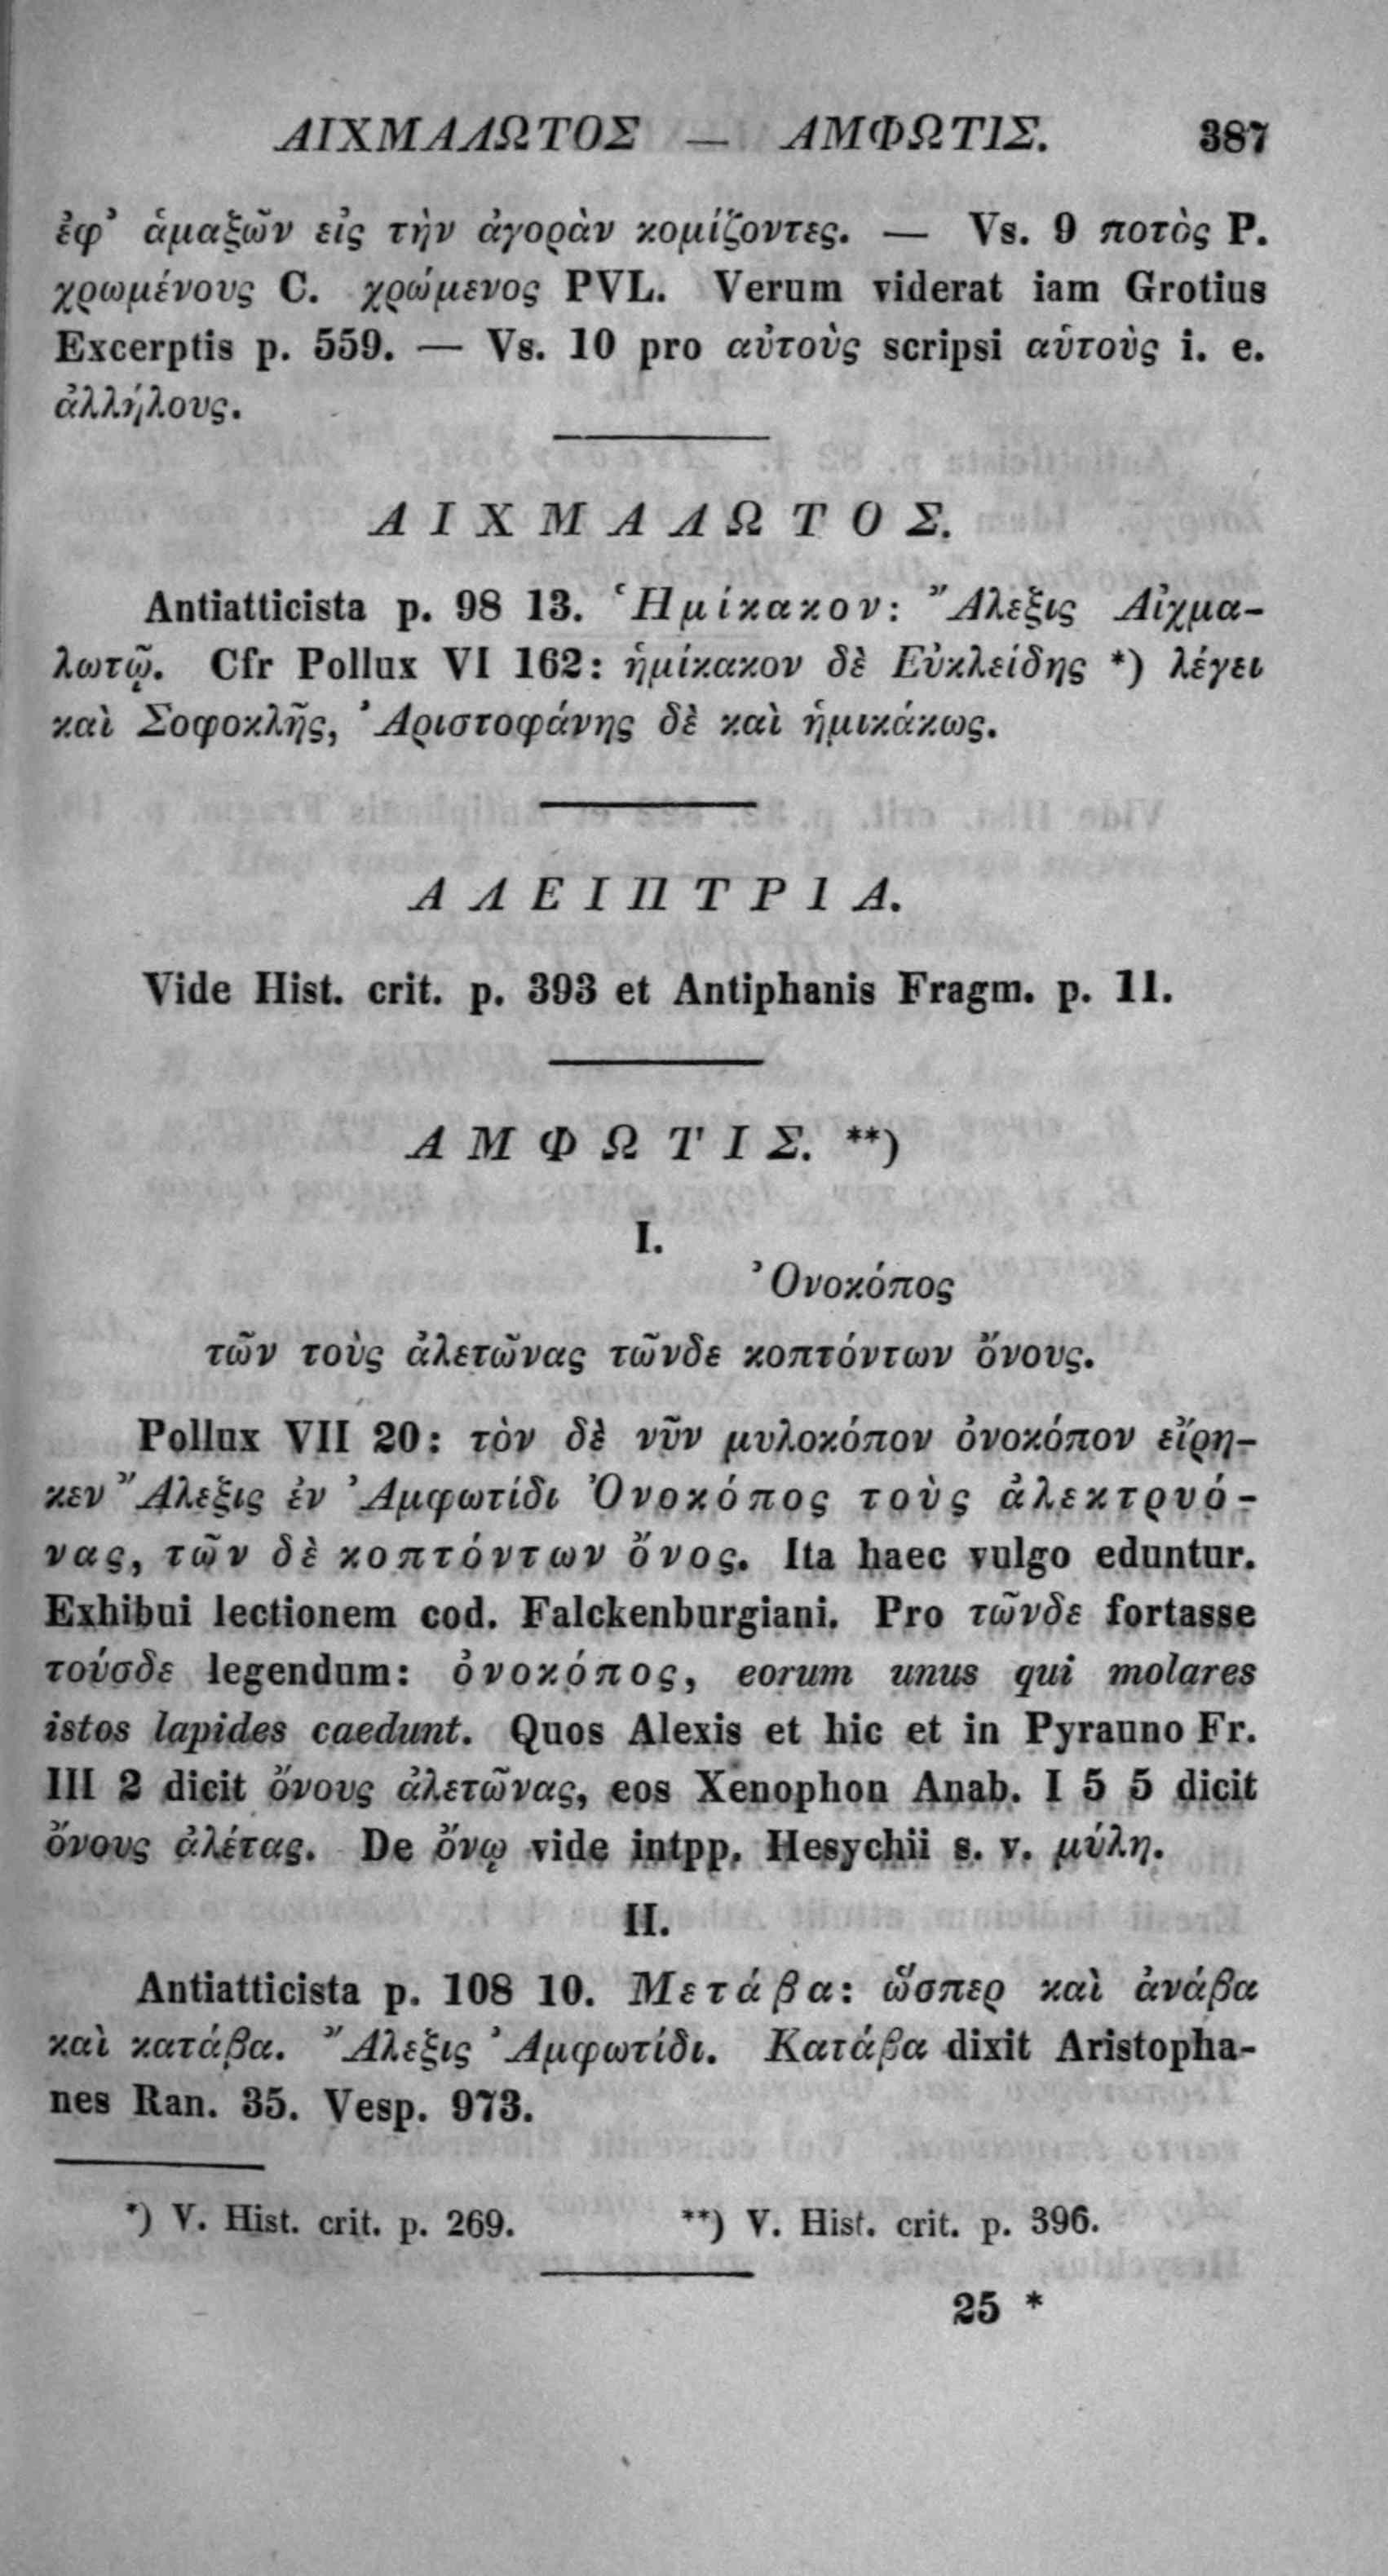 ΑΙΧΜΑΛΩΤΟΣ — ΑΜΦΩΤΙΣ. 387
ἐφ᾽ ἁμαξῶν εἰς τὴν ἀγορὰν κομίζοντες. — Vs. 9 ποτὸς P.
χρωμένους C. χρώμενος PVL. Verum viderat iam Grotius
Excerptis p. 559. — Vs. 10 pro αὐτοὺς scripsi αὑτοὺς i. e.
ἀλλήλους.
ΑΙΧΜΑΛΩΤΟΣ.
Antiatticista p. 98 13. Ἡμίκακον: Ἄλεξις Αἰχμα-
λωτῷ. Cfr Pollux VI 162: ἡμίκακον δὲ Εὐκλείδης *) λέγει
καὶ Σοφοκλῆς, Ἀριστοφάνης δὲ καὶ ἡμικάκως.
ΑΛΕΙΠΤΡΙΑ.
Vide Hist. crit. p. 393 et Antiphanis Fragm. p. 11.
ΑΜΦΩΤΙΣ. **)
I.
Ὀνοκόπος
τῶν τοὺς ἀλετῶνας τῶνδε κοπτόντων ὄνους.
Pollux VII 20: τὸν δὲ νῦν μυλοκόπον ὀνοκόπον εἴρη-
κεν Ἄλεξις ἐν Ἀμφωτίδι Ὀνοκόπος τοὺς ἀλεκτρυό-
νας, τῶν δὲ κοπτόντων ὄνος. Ita haec vulgo eduntur.
Exhibui lectionem cod. Falckenburgiani. Pro τῶνδε fortasse
τούσδε legendum: ὀνοκόπος, eorum unus qui molares
istos lapides caedunt. Quos Alexis et hic et in Pyrauno Fr.
III 2 dicit ὄνους ἀλετῶνας, eos Xenophon Anab. I 5 5 dicit
ὄνους ἀλέτας. De ὄνῳ vide intpp. Hesychii s. v. μύλη.
II.
Antiatticista p. 108 10. Μετάβα: ὥσπερ καὶ ἀνάβα
καὶ κατάβα. Ἄλεξις Ἀμφωτίδι. Κατάβα dixit Aristopha-
nes Ran. 35. Vesp. 973.
*) V. Hist. crit. p. 269. **) V. Hist. crit. p. 396.
25 *